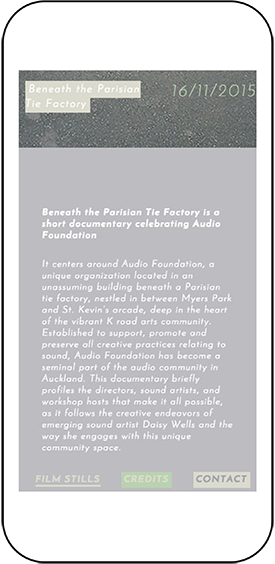 Beneath the Parisian
Tie Factory
16/11/2015
Beneath the Parisian Tie Factory is a
short documentary celebrating Audio
Foundation
It centers around Audio Foundation, a
unique organization located in an
unassuming building beneath a Parisian
tie factory, nestled in between Myers Park
and St. Kevin's arcade, deep in the heart
of the vibrant K road arts community.
Established to support, promote and
preserve all creative practices relating to
sound, Audio Foundation has become a
seminal part of the audio community in
Auckland. This documentary briefly
profiles the directors, sound artists, and
workshop hosts that make it all possible,
as it follows the creative endeavors of
emerging sound artist Daisy Wells and the
way she engages with this unique
community space.
FILM STILLS CREDITS CONTACT